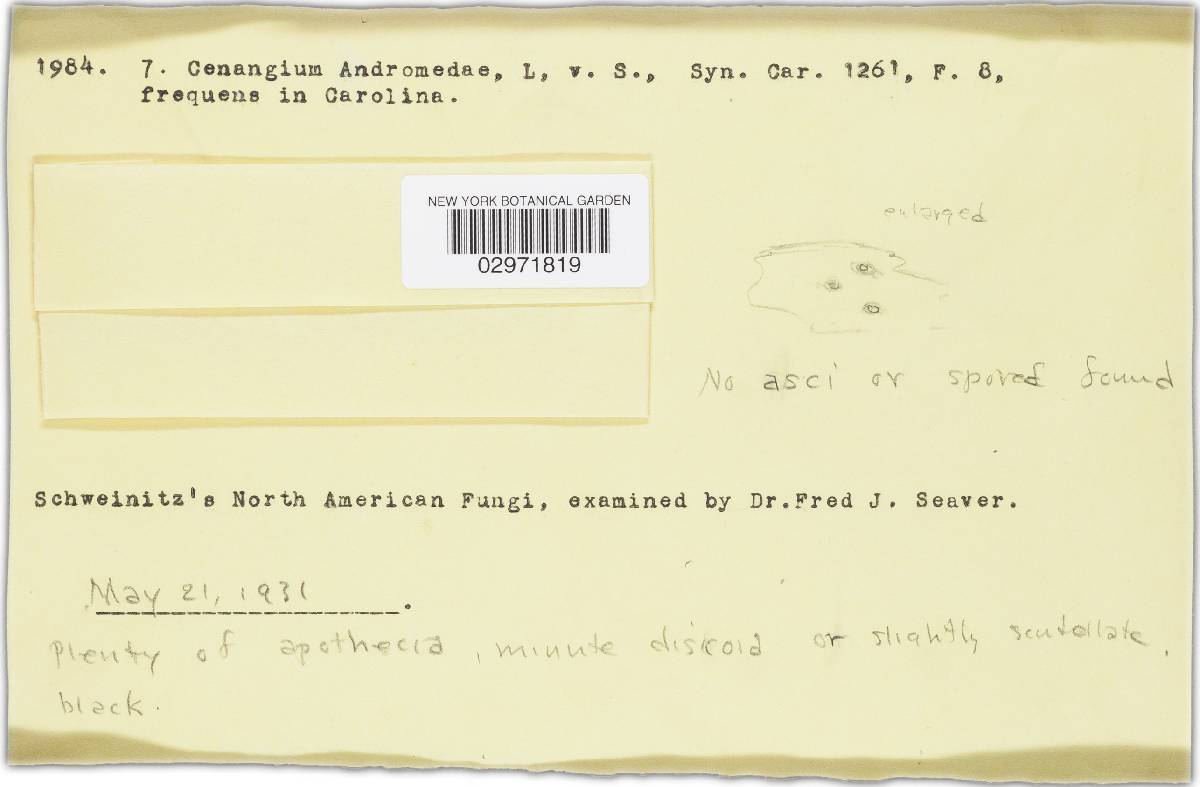 1984. 7. Cenangium Andromedae, L, v. S., Syn. Car. 1261, F. 8,
frequens in Carolina.
NEW YORK BOTANICAL GARDEN
02971819
enlarged
No asci or spores found
Schweinitz's North American Fungi, examined by Dr.Fred J. Seaver.
May 21, 1931.
plenty of apothecia, minute diskoid or slightly scutellate,
black.